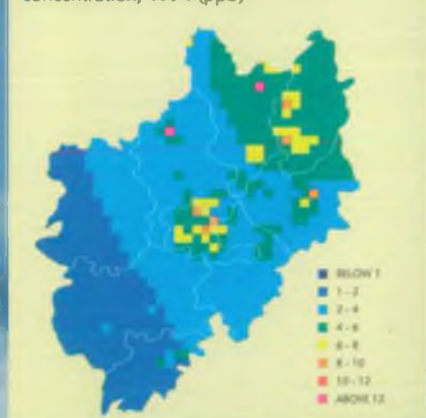 concentration, 1994 (ppb)
BELOW 1
1 - 2
2 - 4
4 - 6
6 - 8
8 - 10
10 - 12
ABOVE 12